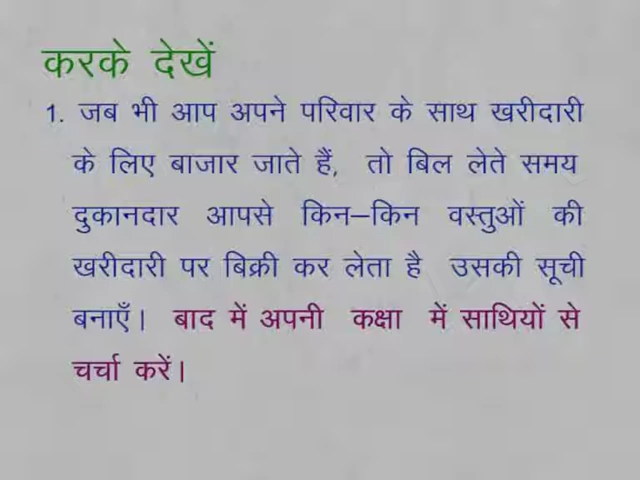 करके देखें
1. जब भी आप अपने परिवार के साथ खरीदारी
के लिए बाजार जाते हैं, तो बिल लेते समय
दुकानदार आपसे किन–किन वस्तुओं की
खरीदारी पर बिक्री कर लेता है उसकी सूची
बनाएँ। बाद में अपनी कक्षा में साथियों से
चर्चा करें।